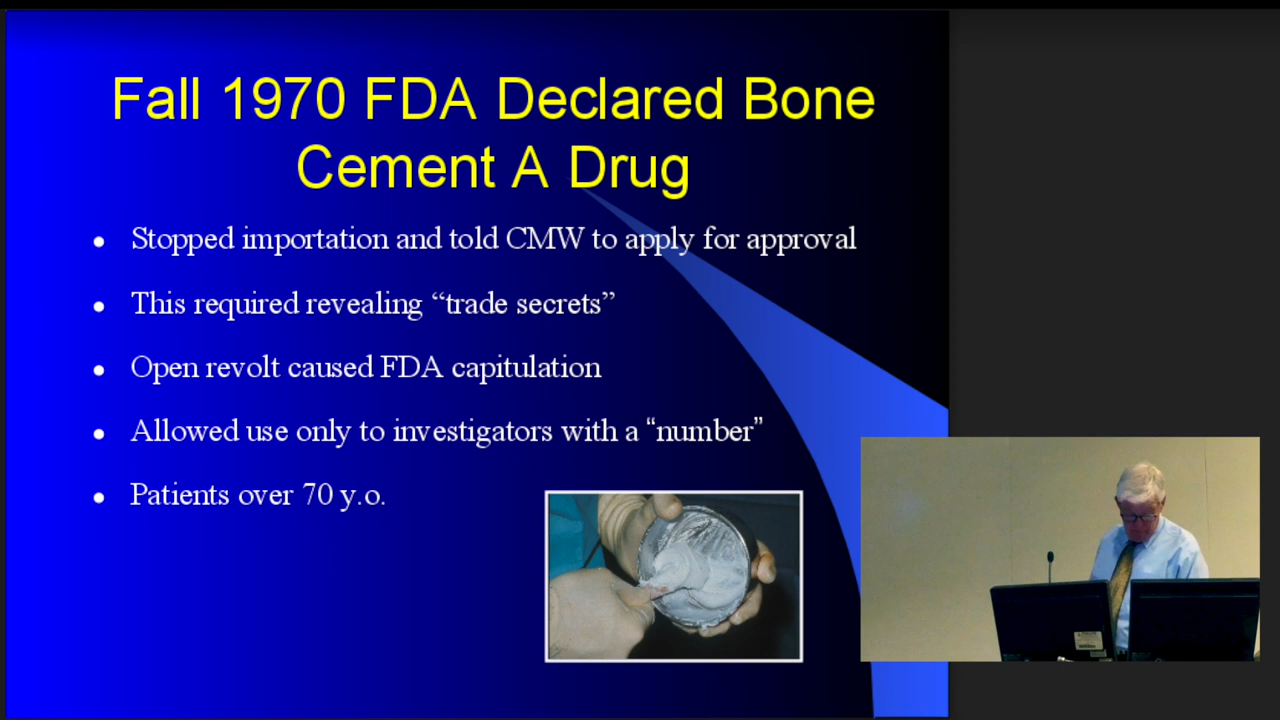 Fall 1970 FDA Declared Bone
Cement A Drug
• Stopped importation and told CMW to apply for approval
• This required revealing “trade secrets”
• Open revolt caused FDA capitulation
• Allowed use only to investigators with a “number”
• Patients over 70 y.o.